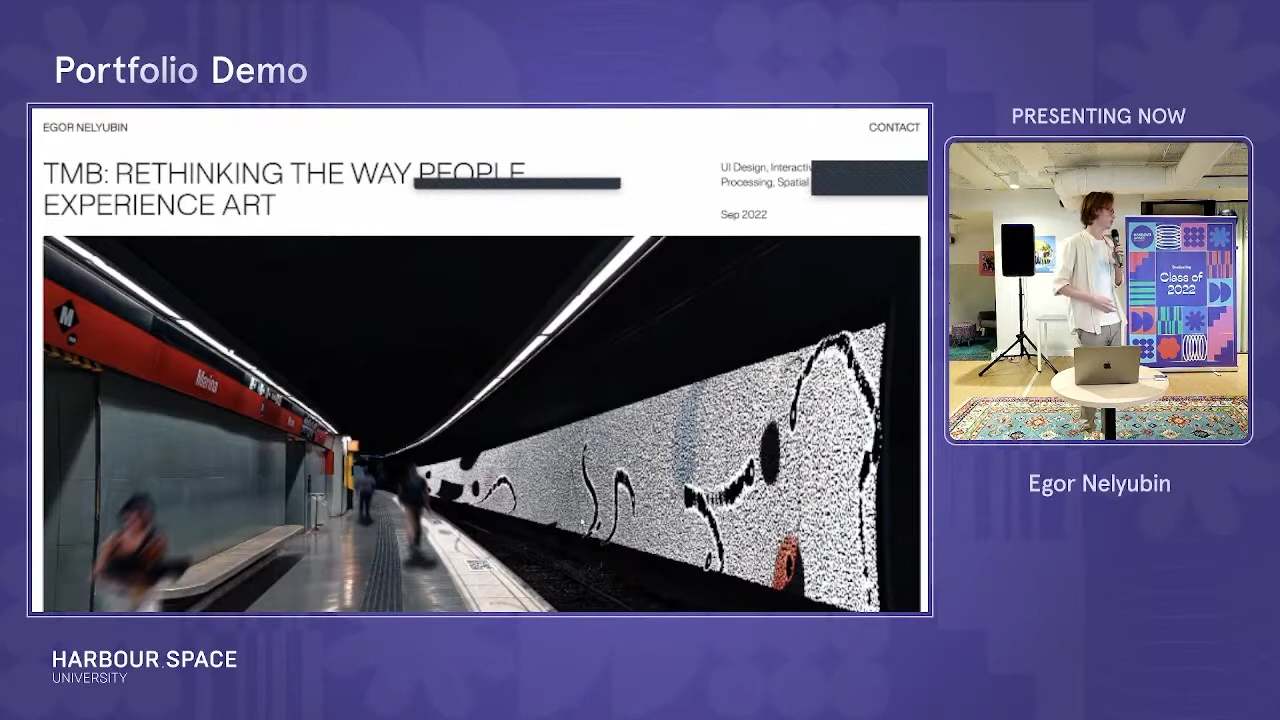 Portfolio Demo
EGOR NELYUBIN
CONTACT
TMB: RETHINKING THE WAY PEOPLE
EXPERIENCE ART
UI Design,
Processing, Spatial
Sep 2022
M
Marina
PRESENTING NOW
Class of
2022
Egor Nelyubin
HARBOUR.SPACE
UNIVERSITY